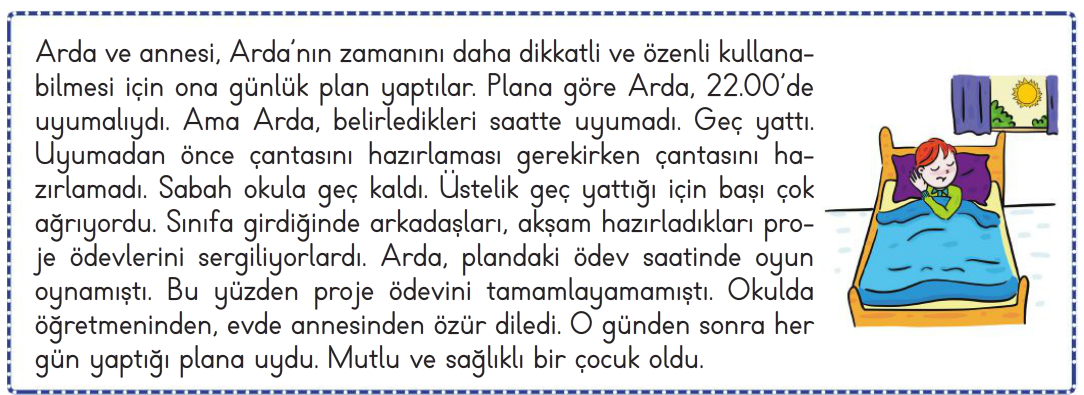 Arda ve annesi, Arda'nın zamanını daha dikkatli ve özenli kullana-
bilmesi için ona günlük plan yaptılar. Plana göre Arda, 22.00'de
uyumalıydı. Ama Arda, belirledikleri saatte uyumadı. Geç yattı.
Uyumadan önce çantasını hazırlaması gerekirken çantasını ha-
zırlamadı. Sabah okula geç kaldı. Üstelik geç yattığı için başı çok
ağrıyordu. Sınıfa girdiğinde arkadaşları, akşam hazırladıkları pro-
je ödevlerini sergiliyorlardı. Arda, plandaki ödev saatinde oyun
oynamıştı. Bu yüzden proje ödevini tamamlayamamıştı. Okulda
öğretmeninden, evde annesinden özür diledi. O günden sonra her
gün yaptığı plana uydu. Mutlu ve sağlıklı bir çocuk oldu.